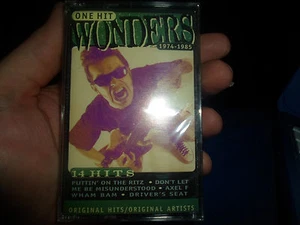 ONE HIT
WONDERS
1974-1985
14 HITS
PUTTIN' ON THE RITZ • DON'T LET
ME BE MISUNDERSTOOD • AXEL F
WHAM BAM • DRIVER'S SEAT
ORIGINAL HITS/ORIGINAL ARTISTS